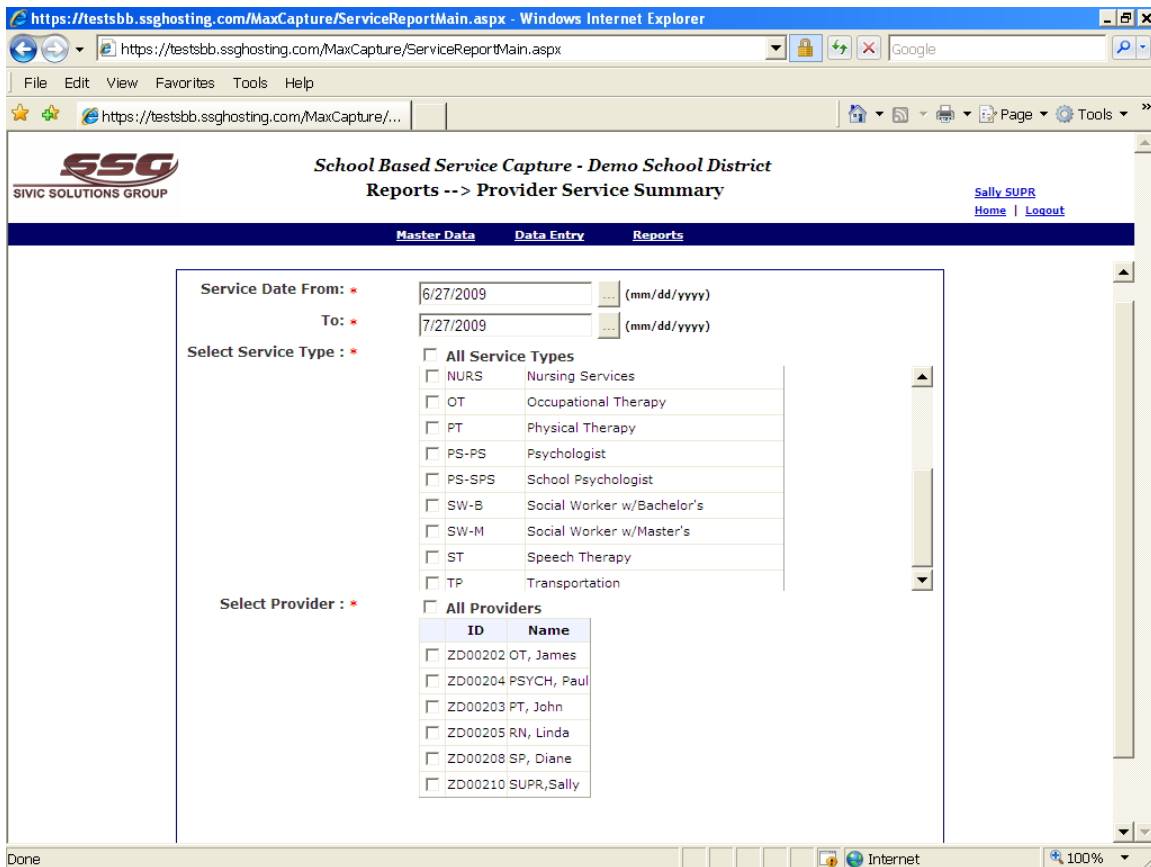 https://testsbb.ssghosting.com/MaxCapture/ServiceReportMain.aspx - Windows Internet Explorer
https://testsbb.ssghosting.com/MaxCapture/ServiceReportMain.aspx
Google
File Edit View Favorites Tools Help
https://testsbb.ssghosting.com/MaxCapture/...
Page Tools »
SSG
SIVIC SOLUTIONS GROUP
School Based Service Capture - Demo School District
Reports --> Provider Service Summary
Sally SUPR
Home | Logout
Master Data Data Entry Reports
Service Date From: * 6/27/2009 ... (mm/dd/yyyy)
To: * 7/27/2009 ... (mm/dd/yyyy)
Select Service Type : * All Service Types
NURS Nursing Services
OT Occupational Therapy
PT Physical Therapy
PS-PS Psychologist
PS-SPS School Psychologist
SW-B Social Worker w/Bachelor's
SW-M Social Worker w/Master's
ST Speech Therapy
TP Transportation
Select Provider : * All Providers
ID Name
ZD00202 OT, James
ZD00204 PSYCH, Paul
ZD00203 PT, John
ZD00205 RN, Linda
ZD00208 SP, Diane
ZD00210 SUPR,Sally
Done Internet 100%